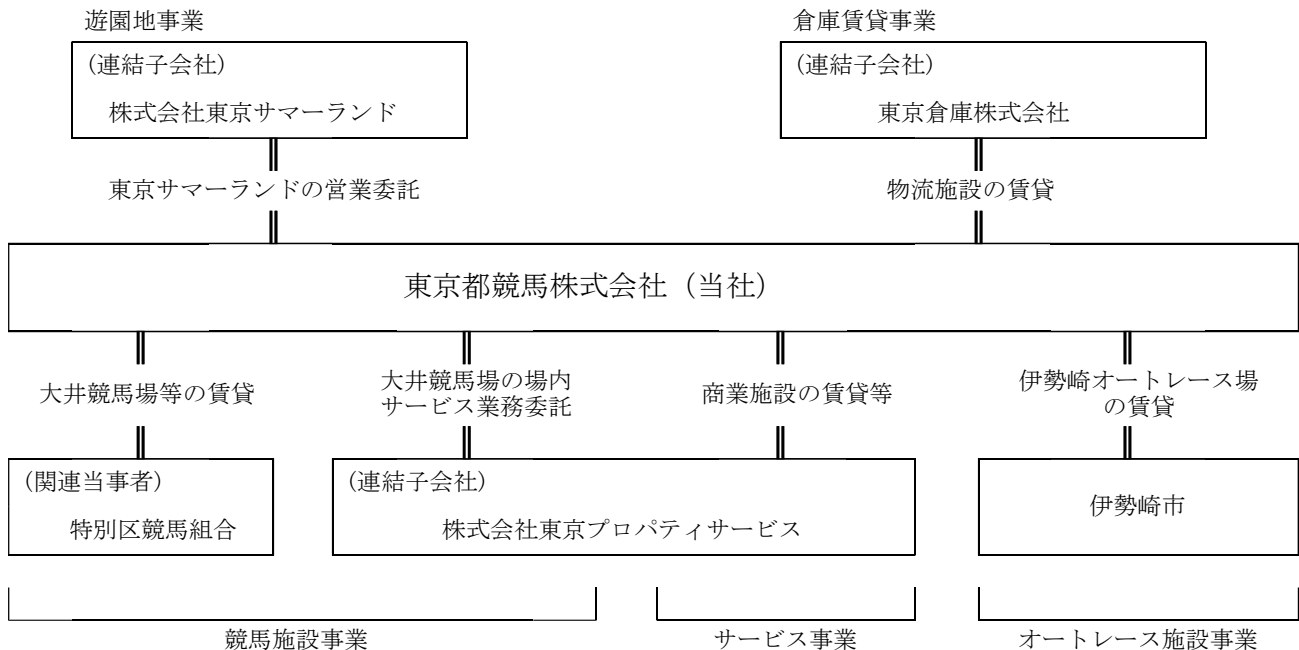 遊園地事業
倉庫賃貸事業
(連結子会社)
株式会社東京サマーランド
(連結子会社)
東京倉庫株式会社
東京サマーランドの営業委託
物流施設の賃貸
東京都競馬株式会社（当社）
大井競馬場等の賃貸
大井競馬場の場内
サービス業務委託
商業施設の賃貸等
伊勢崎オートレース場
の賃貸
(関連当事者)
特別区競馬組合
(連結子会社)
株式会社東京プロパティサービス
伊勢崎市
競馬施設事業
サービス事業
オートレース施設事業